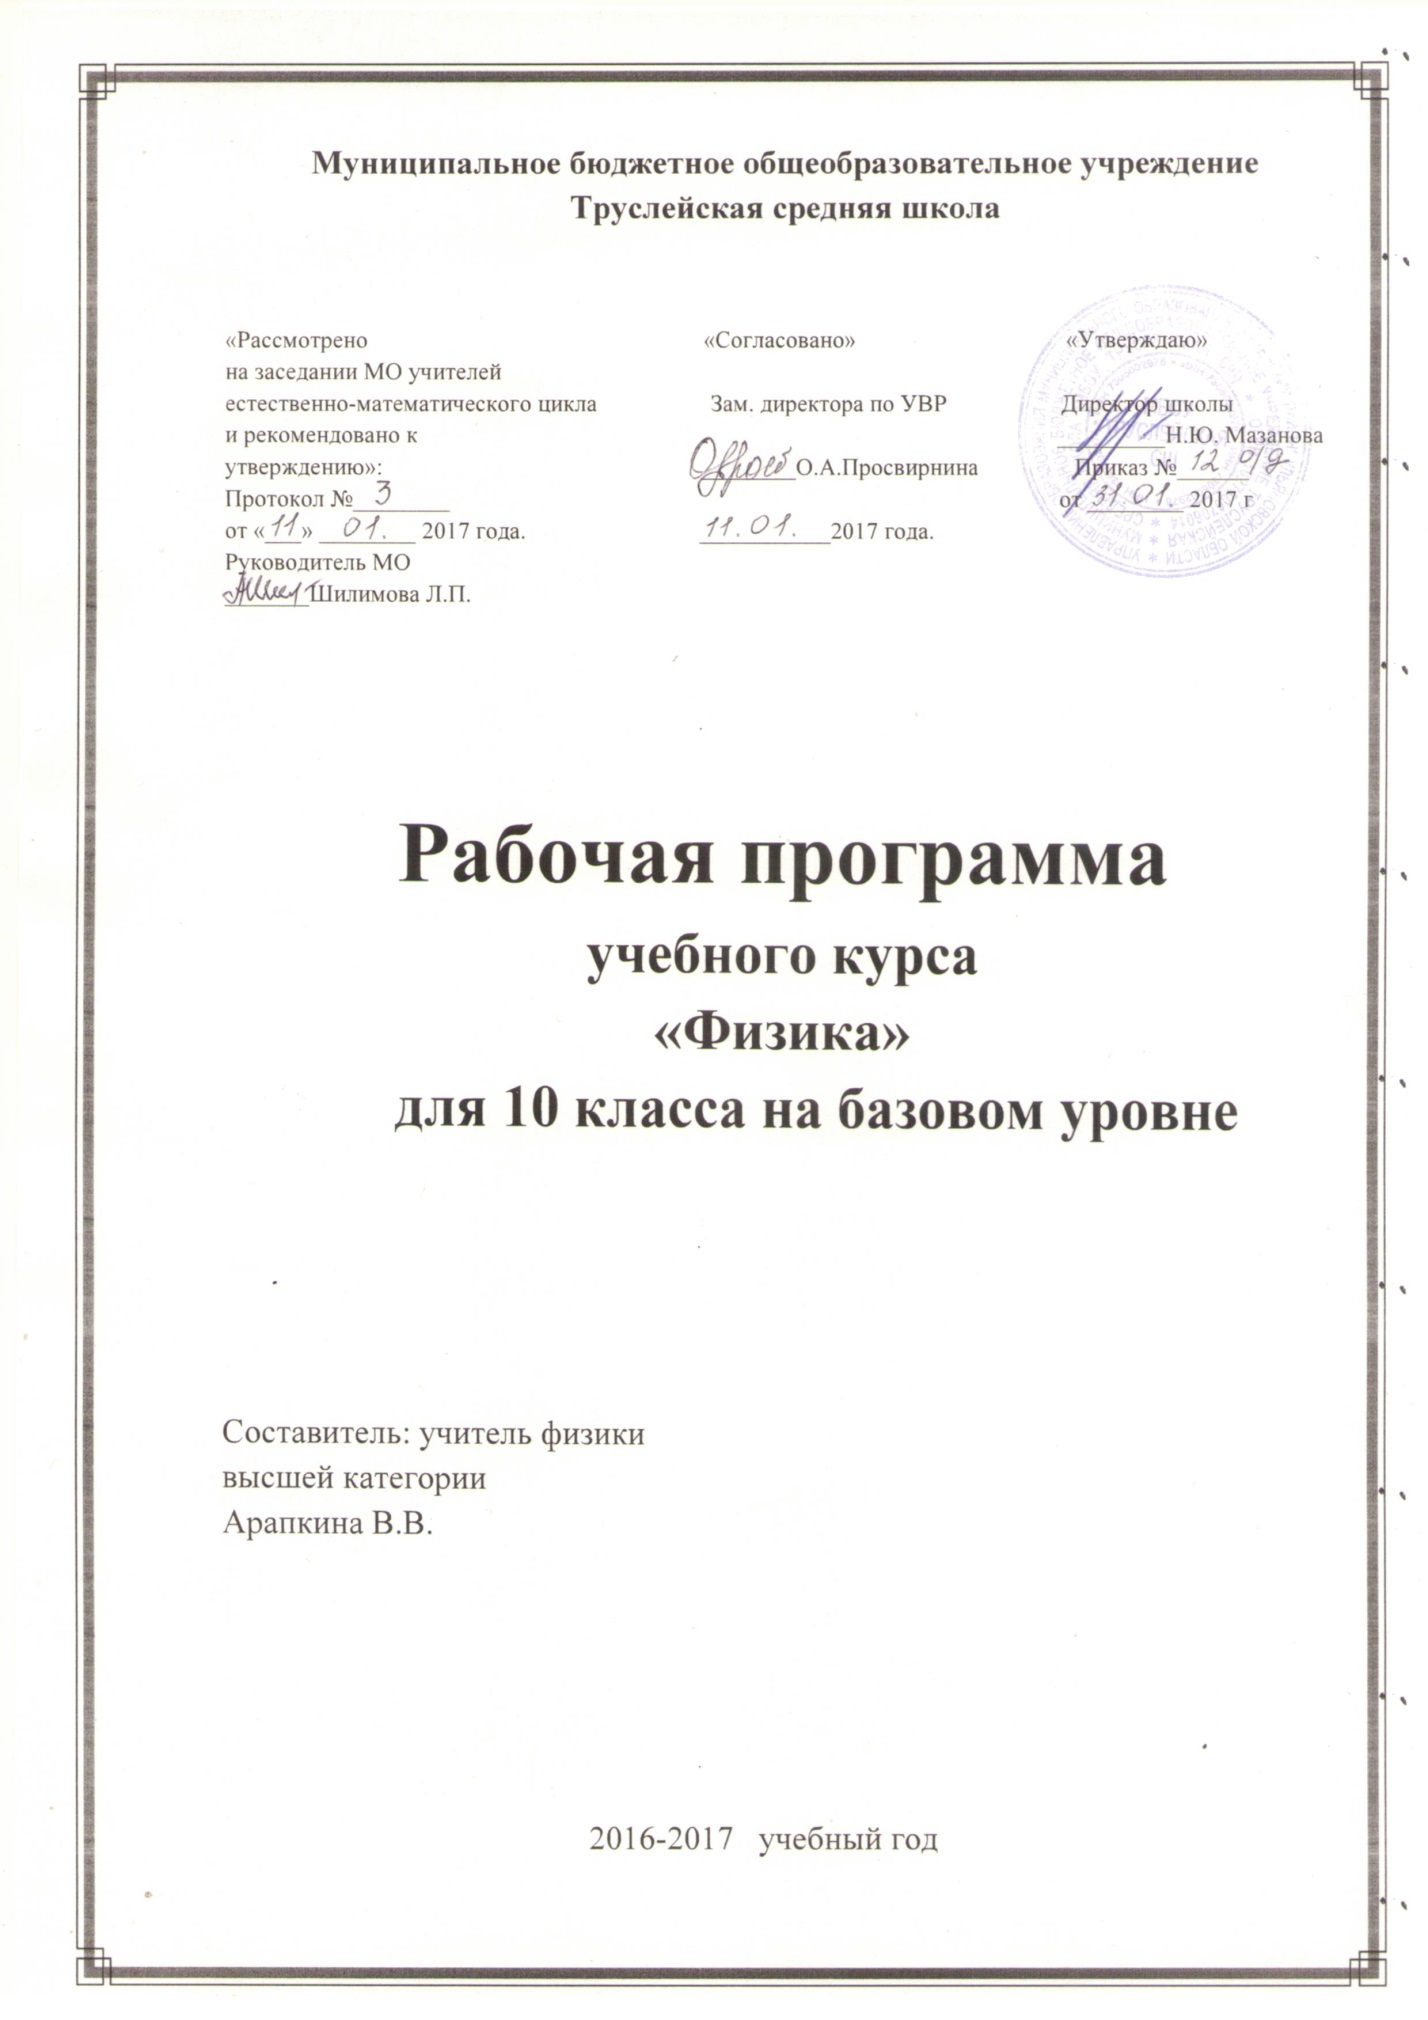 Муниципальное бюджетное общеобразовательное учреждение
Труслейская средняя школа
«Рассмотрено
на заседании МО учителей
естественно-математического цикла
и рекомендовано к
утверждению»:
Протокол № 3
от «11» 01. 2017 года.
Руководитель МО
Шилимова Л.П.
«Согласовано»
Зам. директора по УВР
О.А.Просвирнина
11.01. 2017 года.
«Утверждаю»
Директор школы
Н.Ю. Мазанова
Приказ № 12 о/д
от 31 01. 2017 г
Рабочая программа
учебного курса
«Физика»
для 10 класса на базовом уровне
Составитель: учитель физики
высшей категории
Арапкина В.В.
2016-2017 учебный год